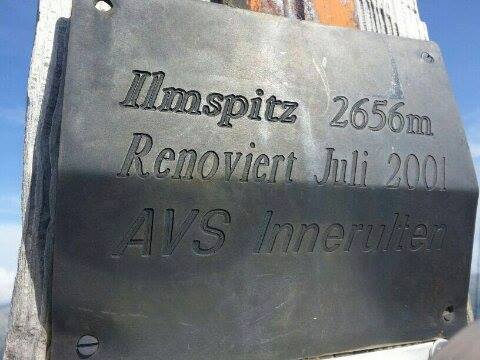 Ilmspitz 2656m
Renoviert Juli 2001
AVS Innerulten